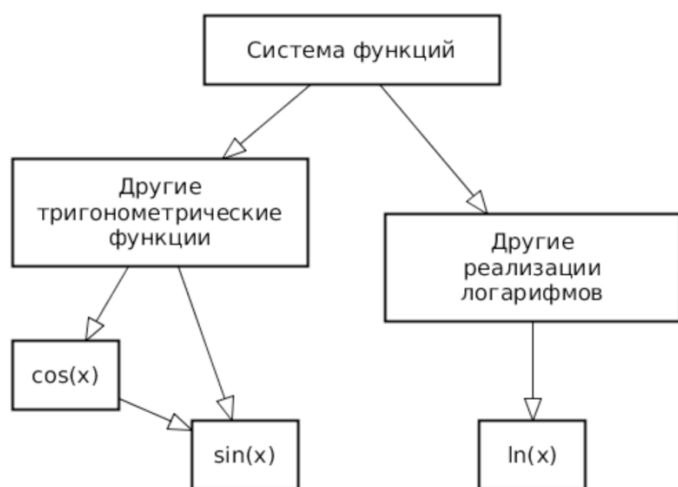 Система функций
Другие
тригонометрические
функции
Другие
реализации
логарифмов
cos(x)
sin(x)
ln(x)